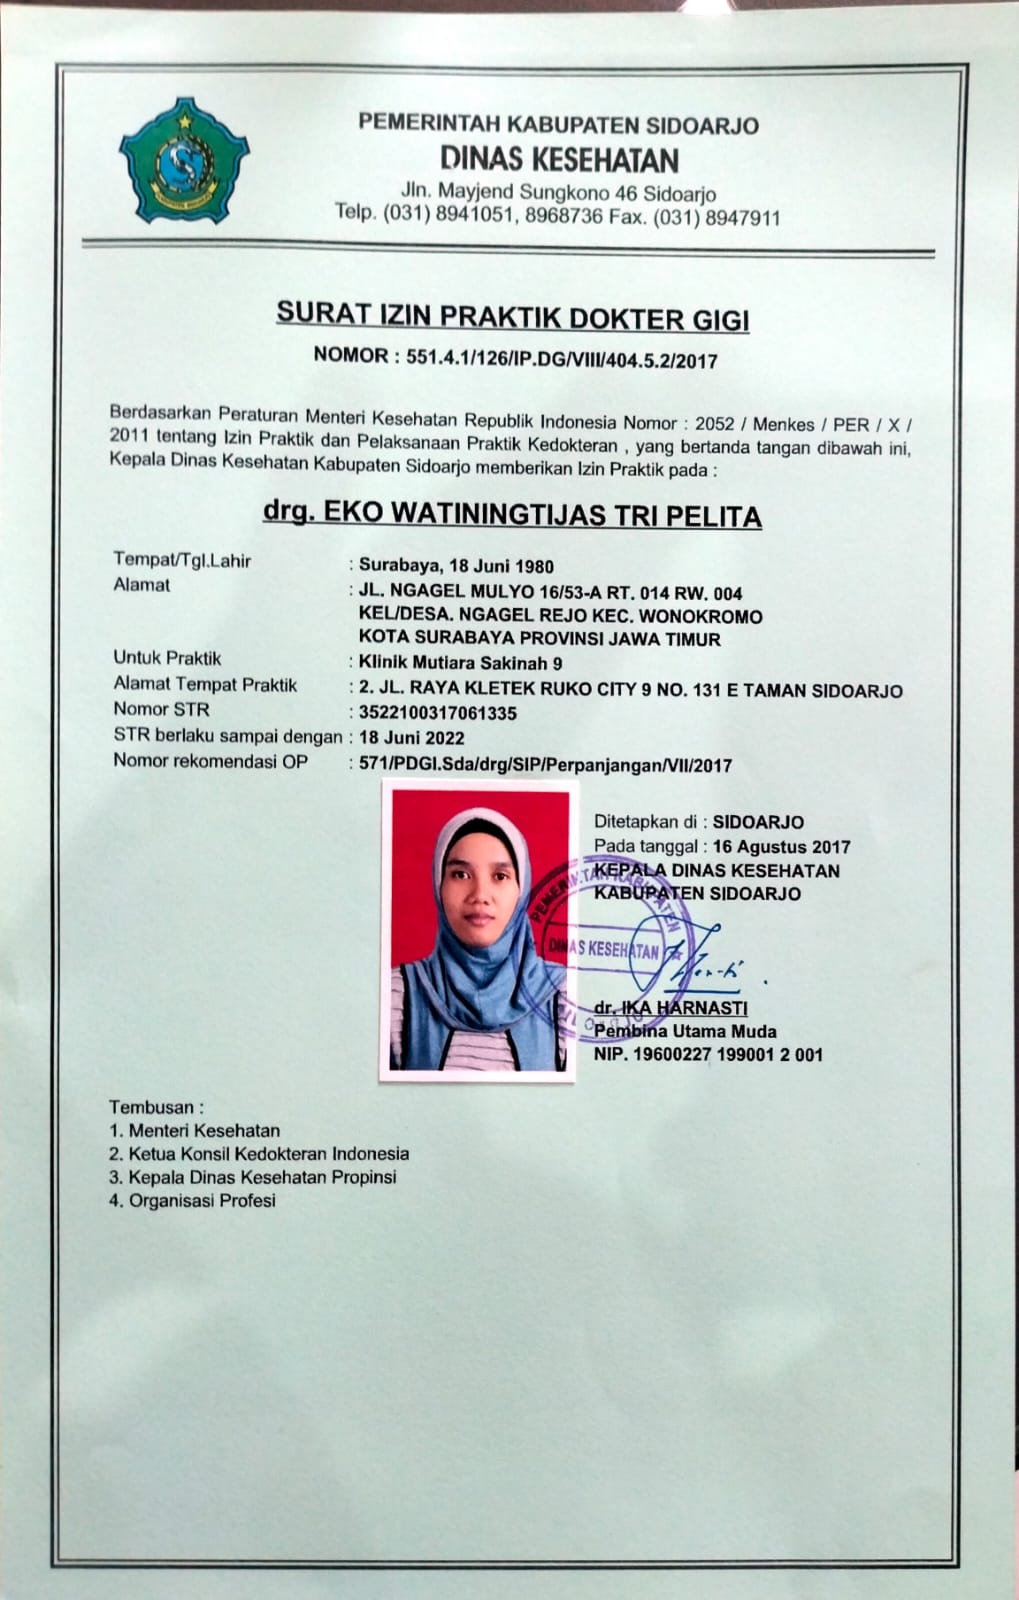 PEMERINTAH KABUPATEN SIDOARJO
DINAS KESEHATAN
Jln. Mayjend Sungkono 46 Sidoarjo
Telp. (031) 8941051, 8968736 Fax. (031) 8947911
SURAT IZIN PRAKTIK DOKTER GIGI
NOMOR : 551.4.1/126/IP.DG/VIII/404.5.2/2017
Berdasarkan Peraturan Menteri Kesehatan Republik Indonesia Nomor : 2052 / Menkes / PER / X /
2011 tentang Izin Praktik dan Pelaksanaan Praktik Kedokteran , yang bertanda tangan dibawah ini,
Kepala Dinas Kesehatan Kabupaten Sidoarjo memberikan Izin Praktik pada :
drg. EKO WATININGTIJAS TRI PELITA
Tempat/Tgl.Lahir : Surabaya, 18 Juni 1980
Alamat : JL. NGAGEL MULYO 16/53-A RT. 014 RW. 004
KEL/DESA. NGAGEL REJO KEC. WONOKROMO
KOTA SURABAYA PROVINSI JAWA TIMUR
Untuk Praktik : Klinik Mutiara Sakinah 9
Alamat Tempat Praktik : 2. JL. RAYA KLETEK RUKO CITY 9 NO. 131 E TAMAN SIDOARJO
Nomor STR : 3522100317061335
STR berlaku sampai dengan : 18 Juni 2022
Nomor rekomendasi OP : 571/PDGI.Sda/drg/SIP/Perpanjangan/VII/2017
Ditetapkan di : SIDOARJO
Pada tanggal : 16 Agustus 2017
KEPALA DINAS KESEHATAN
KABUPATEN SIDOARJO
PEMERINTAH KABUPATEN
DINAS KESEHATAN
SIDOARJO
dr. IKA HARNASTI
Pembina Utama Muda
NIP. 19600227 199001 2 001
Tembusan :
1. Menteri Kesehatan
2. Ketua Konsil Kedokteran Indonesia
3. Kepala Dinas Kesehatan Propinsi
4. Organisasi Profesi